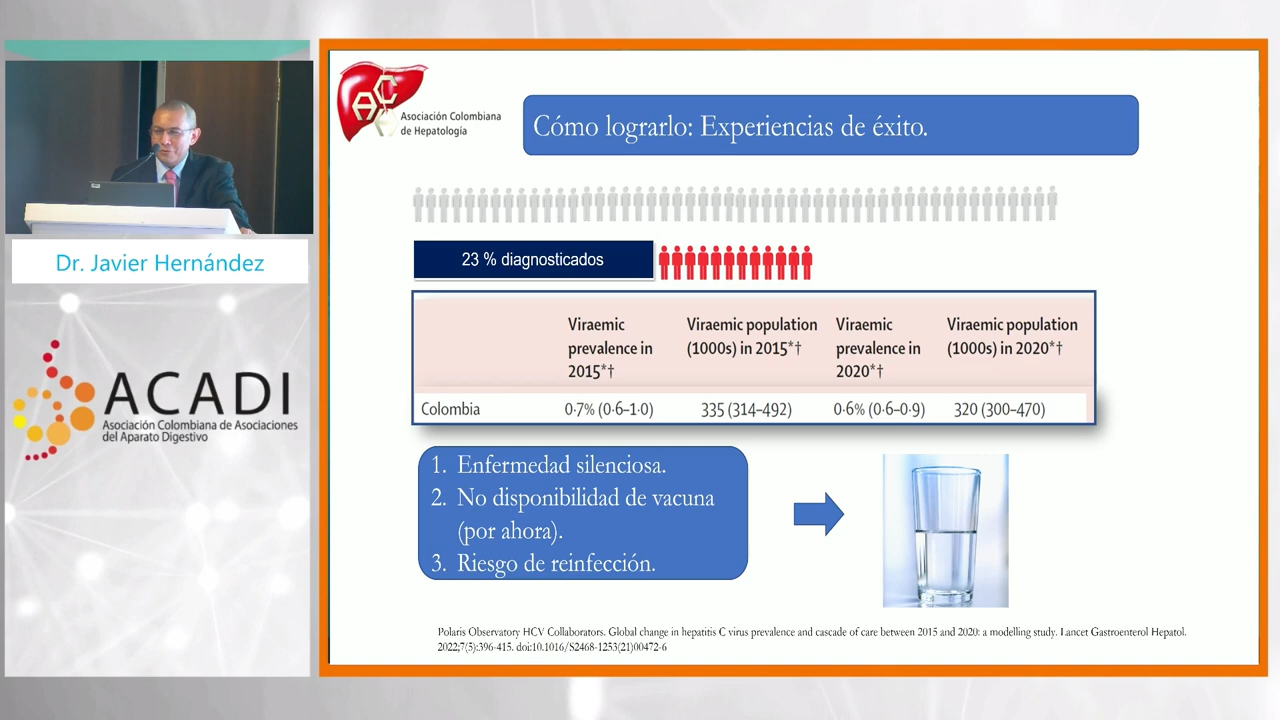 Asociación Colombiana
de Hepatología
Cómo lograrlo: Experiencias de éxito.
23 % diagnosticados
Viraemic prevalence in 2015*†
Viraemic population (1000s) in 2015*†
Viraemic prevalence in 2020*†
Viraemic population (1000s) in 2020*†
Colombia 0·7% (0·6–1·0) 335 (314–492) 0·6% (0·6–0·9) 320 (300–470)
1. Enfermedad silenciosa.
2. No disponibilidad de vacuna
(por ahora).
3. Riesgo de reinfección.
Polaris Observatory HCV Collaborators. Global change in hepatitis C virus prevalence and cascade of care between 2015 and 2020: a modelling study. Lancet Gastroenterol Hepatol.
2022;7(5):396-415. doi:10.1016/S2468-1253(21)00472-6
Dr. Javier Hernández
ACADI
Asociación Colombiana de Asociaciones
del Aparato Digestivo